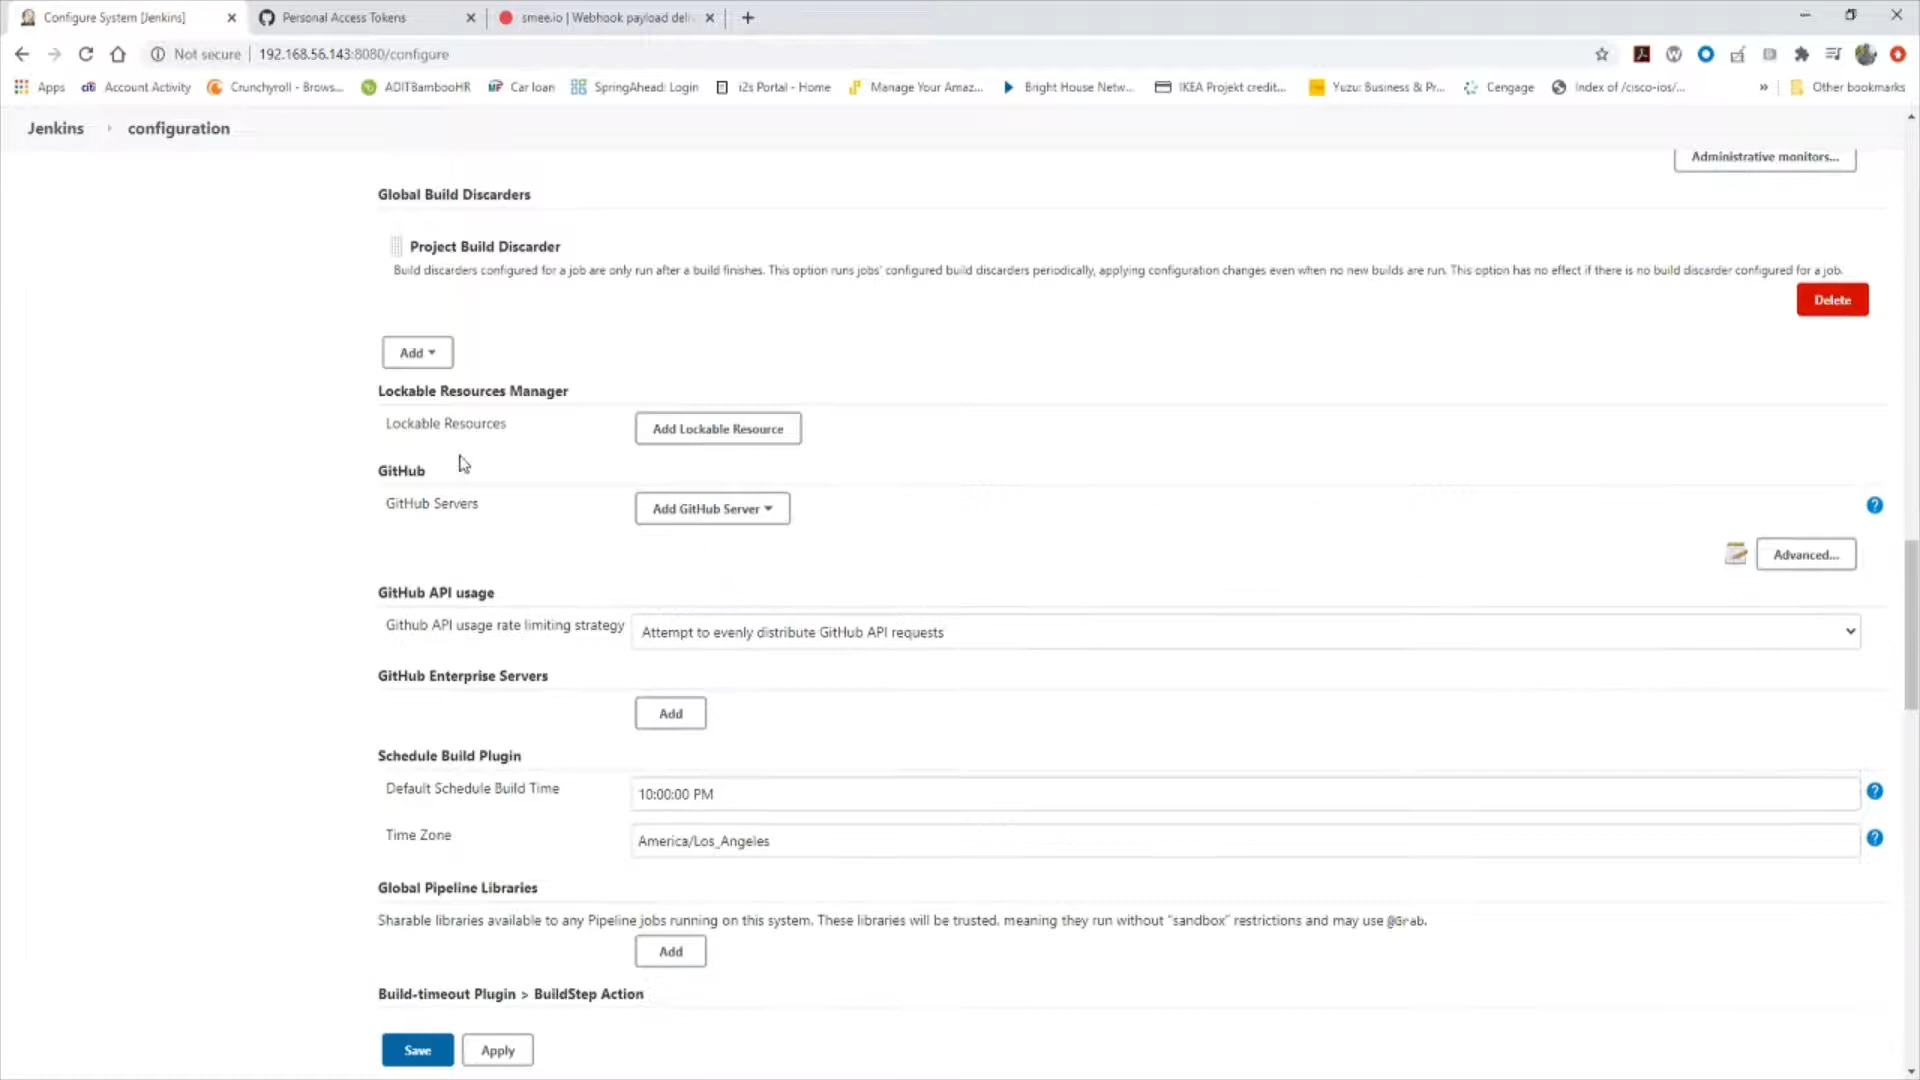 Configure System [Jenkins]
Personal Access Tokens
smee.io | Webhook payload deli
Not secure
192.168.56.143:8080/configure
Apps
citi
Account Activity
Crunchyroll - Brows...
ADITBambooHR
MF
Car loan
SpringAhead: Login
i2s Portal - Home
Manage Your Amaz...
Bright House Netw...
IKEA Projekt credit...
Yuzu: Business & Pr...
Cengage
Index of /cisco-ios/...
»
Other bookmarks
Jenkins
configuration
Administrative monitors...
Global Build Discarders
Project Build Discarder
Build discarders configured for a job are only run after a build finishes. This option runs jobs' configured build discarders periodically, applying configuration changes even when no new builds are run. This option has no effect if there is no build discarder configured for a job.
Delete
Add
Lockable Resources Manager
Lockable Resources
Add Lockable Resource
GitHub
GitHub Servers
Add GitHub Server
?
Advanced...
GitHub API usage
Github API usage rate limiting strategy
Attempt to evenly distribute GitHub API requests
GitHub Enterprise Servers
Add
Schedule Build Plugin
Default Schedule Build Time
10:00:00 PM
?
Time Zone
America/Los_Angeles
?
Global Pipeline Libraries
Sharable libraries available to any Pipeline jobs running on this system. These libraries will be trusted, meaning they run without "sandbox" restrictions and may use @Grab.
Add
Build-timeout Plugin > BuildStep Action
Save
Apply